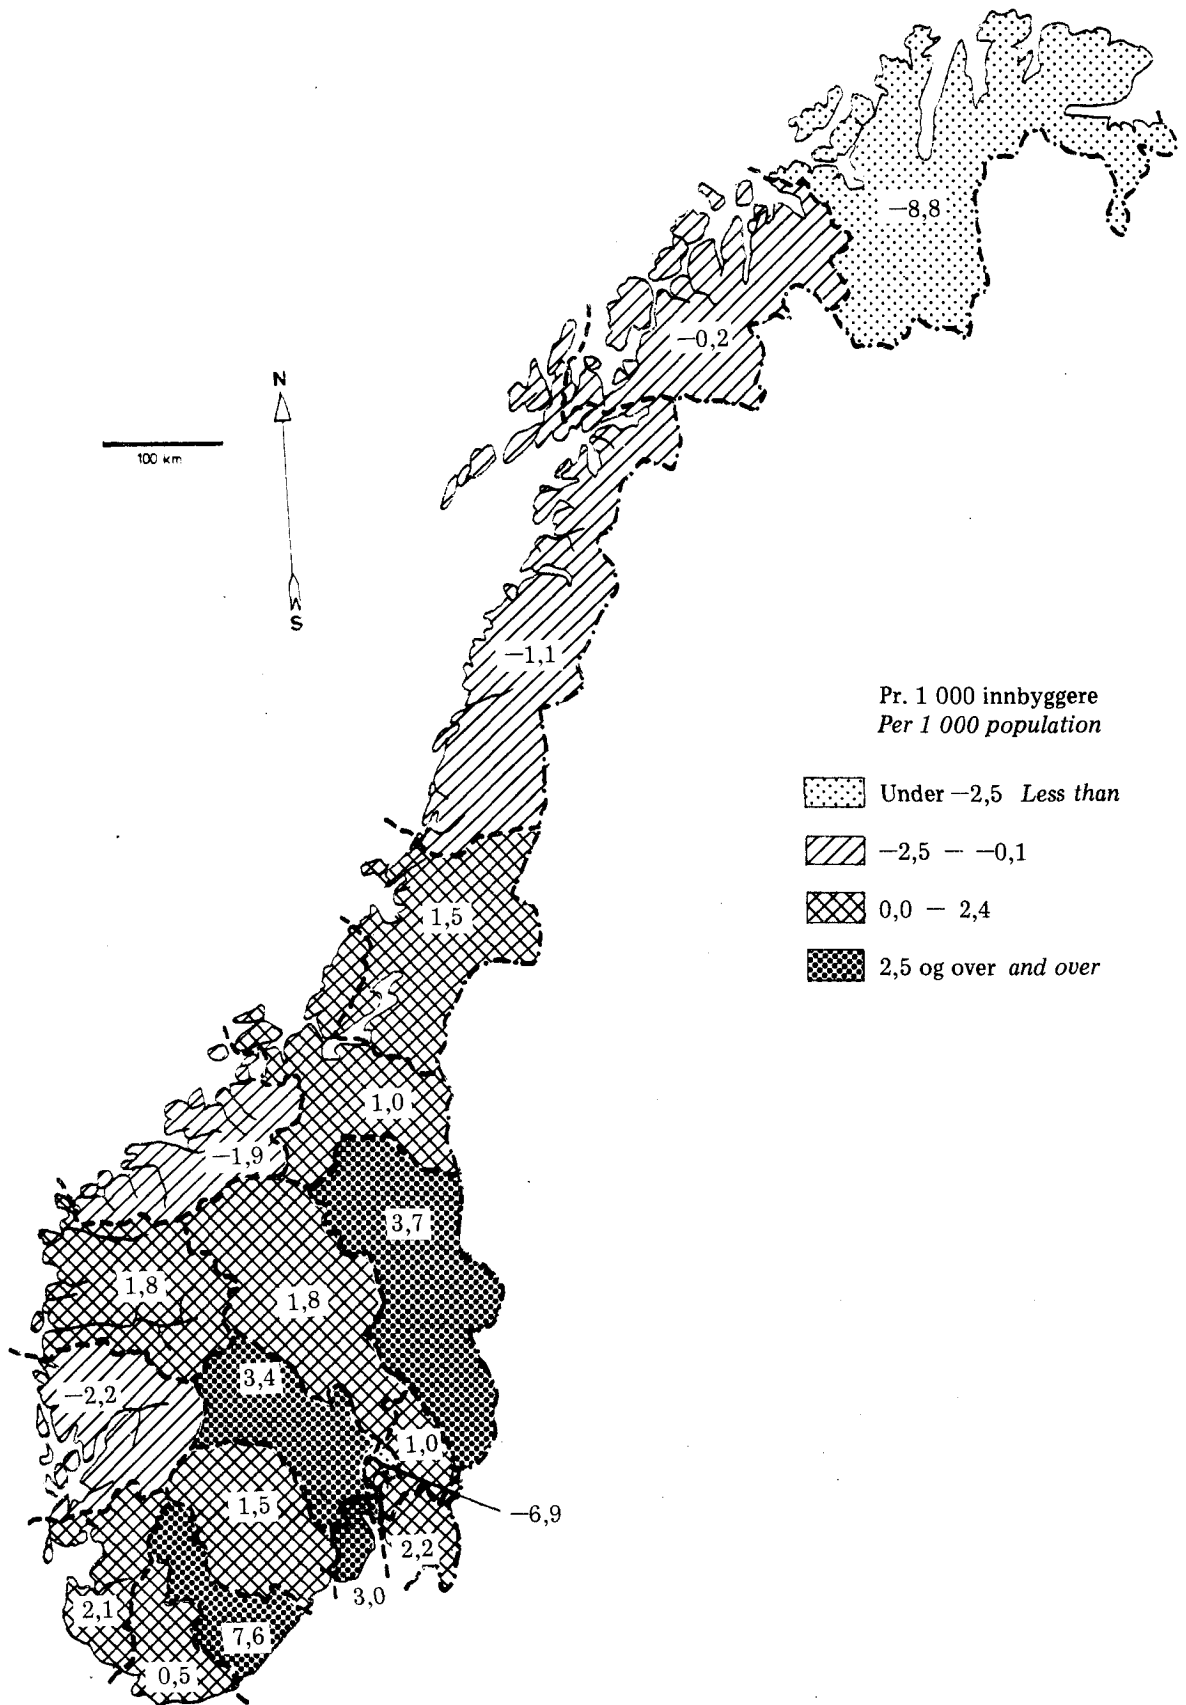 −8,8
−0,2
N
100 km
S
−1,1
Pr. 1 000 innbyggere
Per 1 000 population
Under −2,5 Less than
−2,5 − −0,1
0,0 − 2,4
2,5 og over and over
1,5
1,0
−1,9
3,7
1,8
1,8
3,4
−2,2
1,0
1,5
−6,9
2,2
3,0
2,1
7,6
0,5